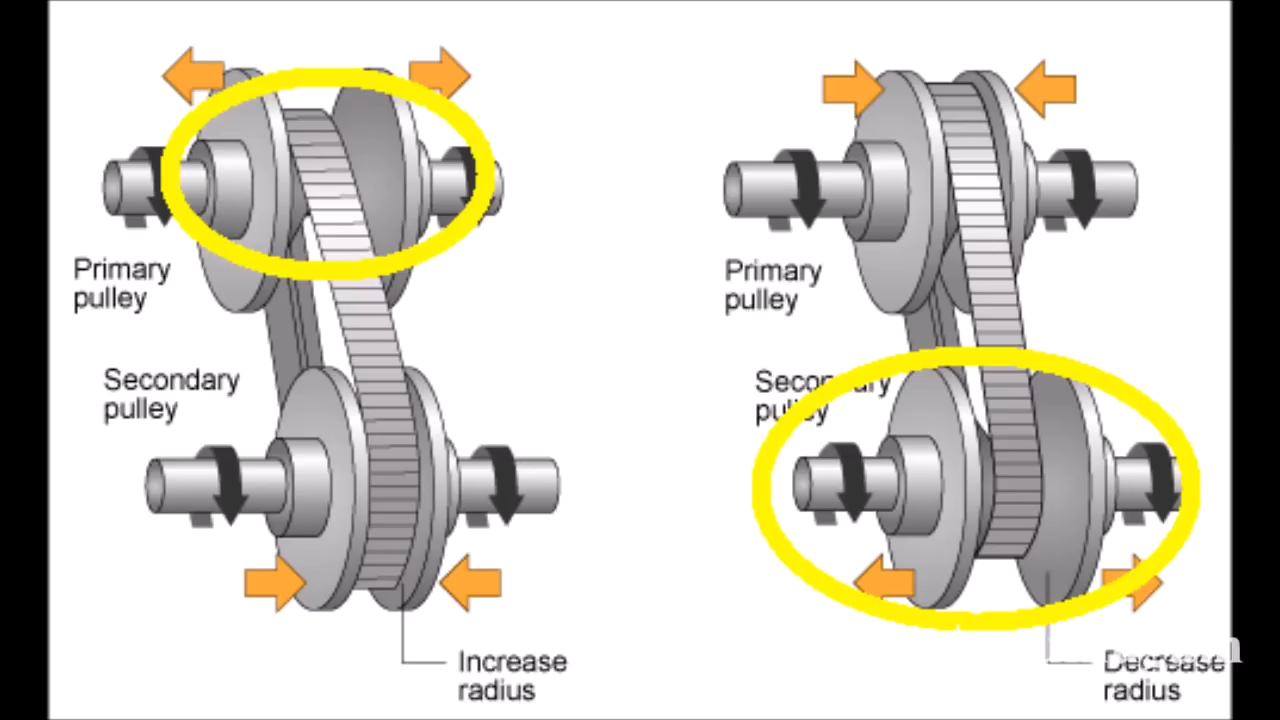 Primary
pulley
Secondary
pulley
Increase
radius
Primary
pulley
Secondary
pulley
Decrease
radius